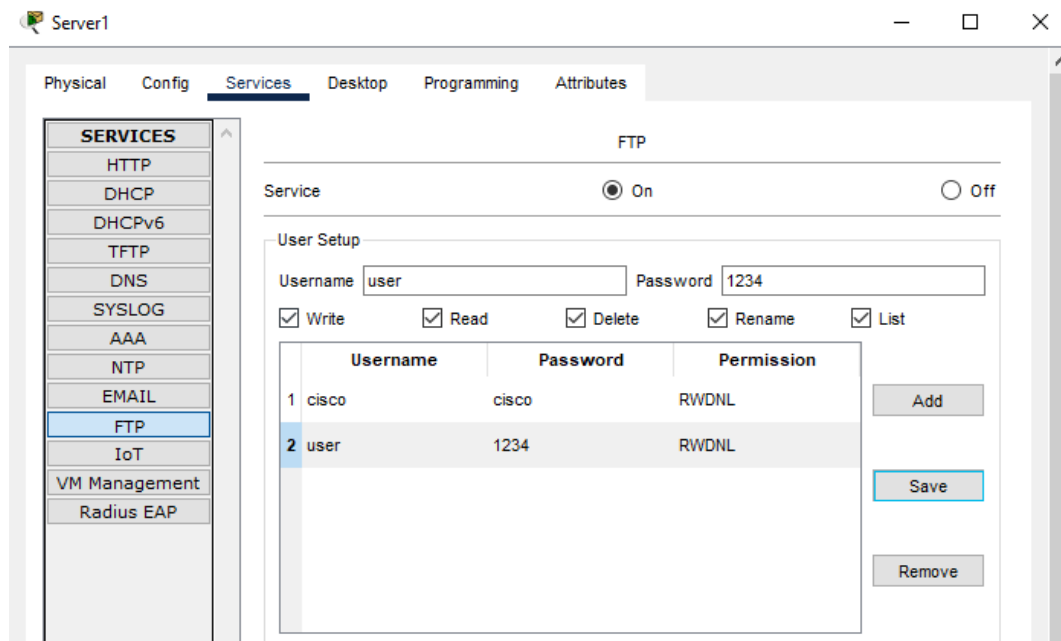 Server1
Physical Config Services Desktop Programming Attributes
SERVICES
HTTP
DHCP
DHCPv6
TFTP
DNS
SYSLOG
AAA
NTP
EMAIL
FTP
IoT
VM Management
Radius EAP
FTP
Service On Off
User Setup
Username user Password 1234
Write Read Delete Rename List
Username Password Permission
1 cisco cisco RWDNL
2 user 1234 RWDNL
Add
Save
Remove